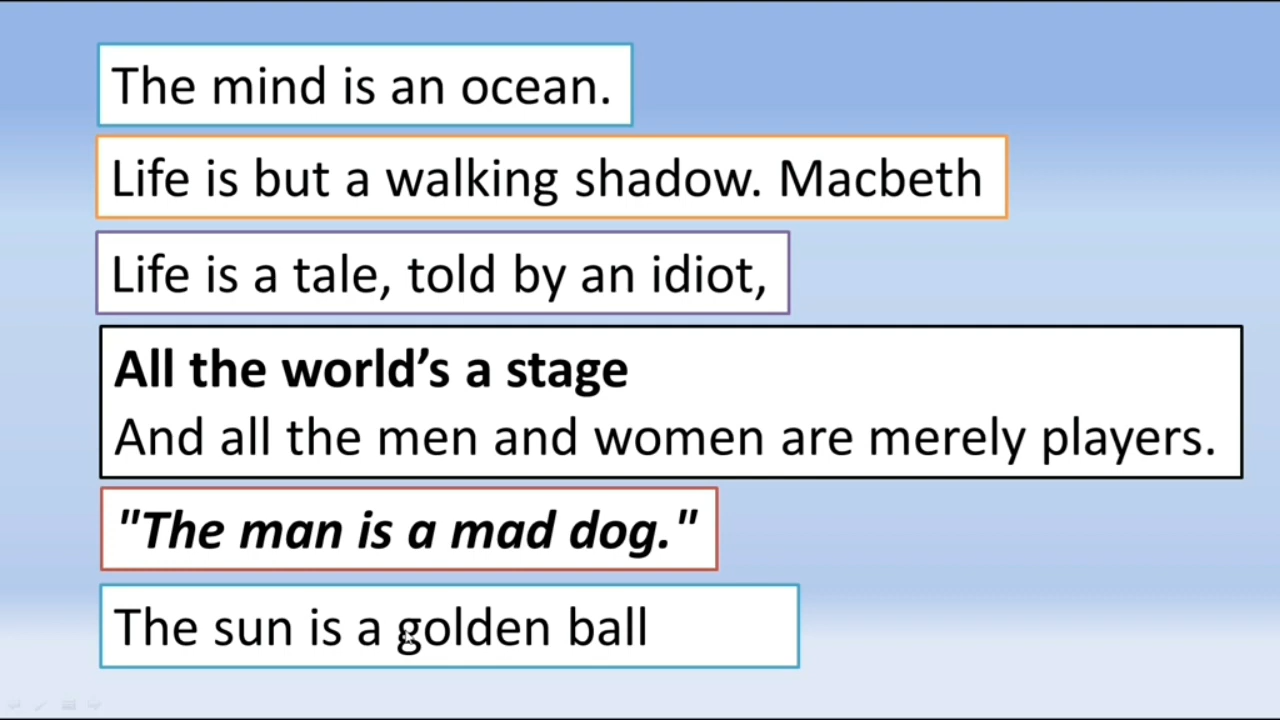 The mind is an ocean.
Life is but a walking shadow. Macbeth
Life is a tale, told by an idiot,
All the world’s a stage
And all the men and women are merely players.
"The man is a mad dog."
The sun is a golden ball